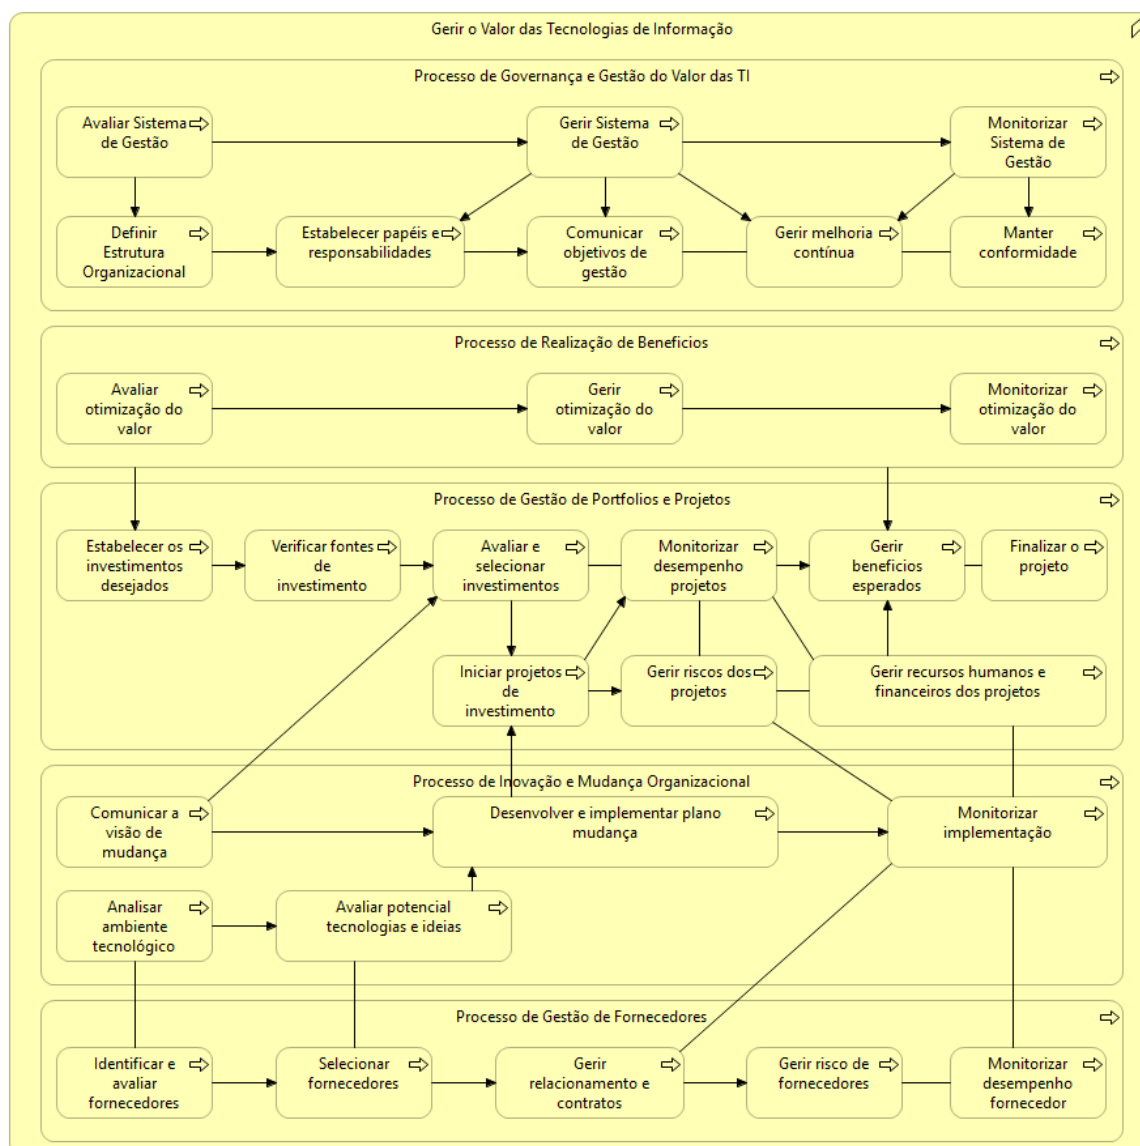 Gerir o Valor das Tecnologias de Informação
Processo de Governança e Gestão do Valor das TI
Avaliar Sistema
de Gestão
Gerir Sistema
de Gestão
Monitorizar
Sistema de
Gestão
Definir
Estrutura
Organizacional
Estabelecer papéis e
responsabilidades
Comunicar
objetivos de
gestão
Gerir melhoria
contínua
Manter
conformidade
Processo de Realização de Beneficios
Avaliar
otimização do
valor
Gerir
otimização do
valor
Monitorizar
otimização do
valor
Processo de Gestão de Portfolios e Projetos
Estabelecer os
investimentos
desejados
Verificar fontes
de
investimento
Avaliar e
selecionar
investimentos
Monitorizar
desempenho
projetos
Gerir
beneficios
esperados
Finalizar o
projeto
Iniciar projetos
de
investimento
Gerir riscos dos
projetos
Gerir recursos humanos e
financeiros dos projetos
Processo de Inovação e Mudança Organizacional
Comunicar a
visão de
mudança
Desenvolver e implementar plano
mudança
Monitorizar
implementação
Analisar
ambiente
tecnológico
Avaliar potencial
tecnologias e ideias
Processo de Gestão de Fornecedores
Identificar e
avaliar
fornecedores
Selecionar
fornecedores
Gerir
relacionamento e
contratos
Gerir risco de
fornecedores
Monitorizar
desempenho
fornecedor